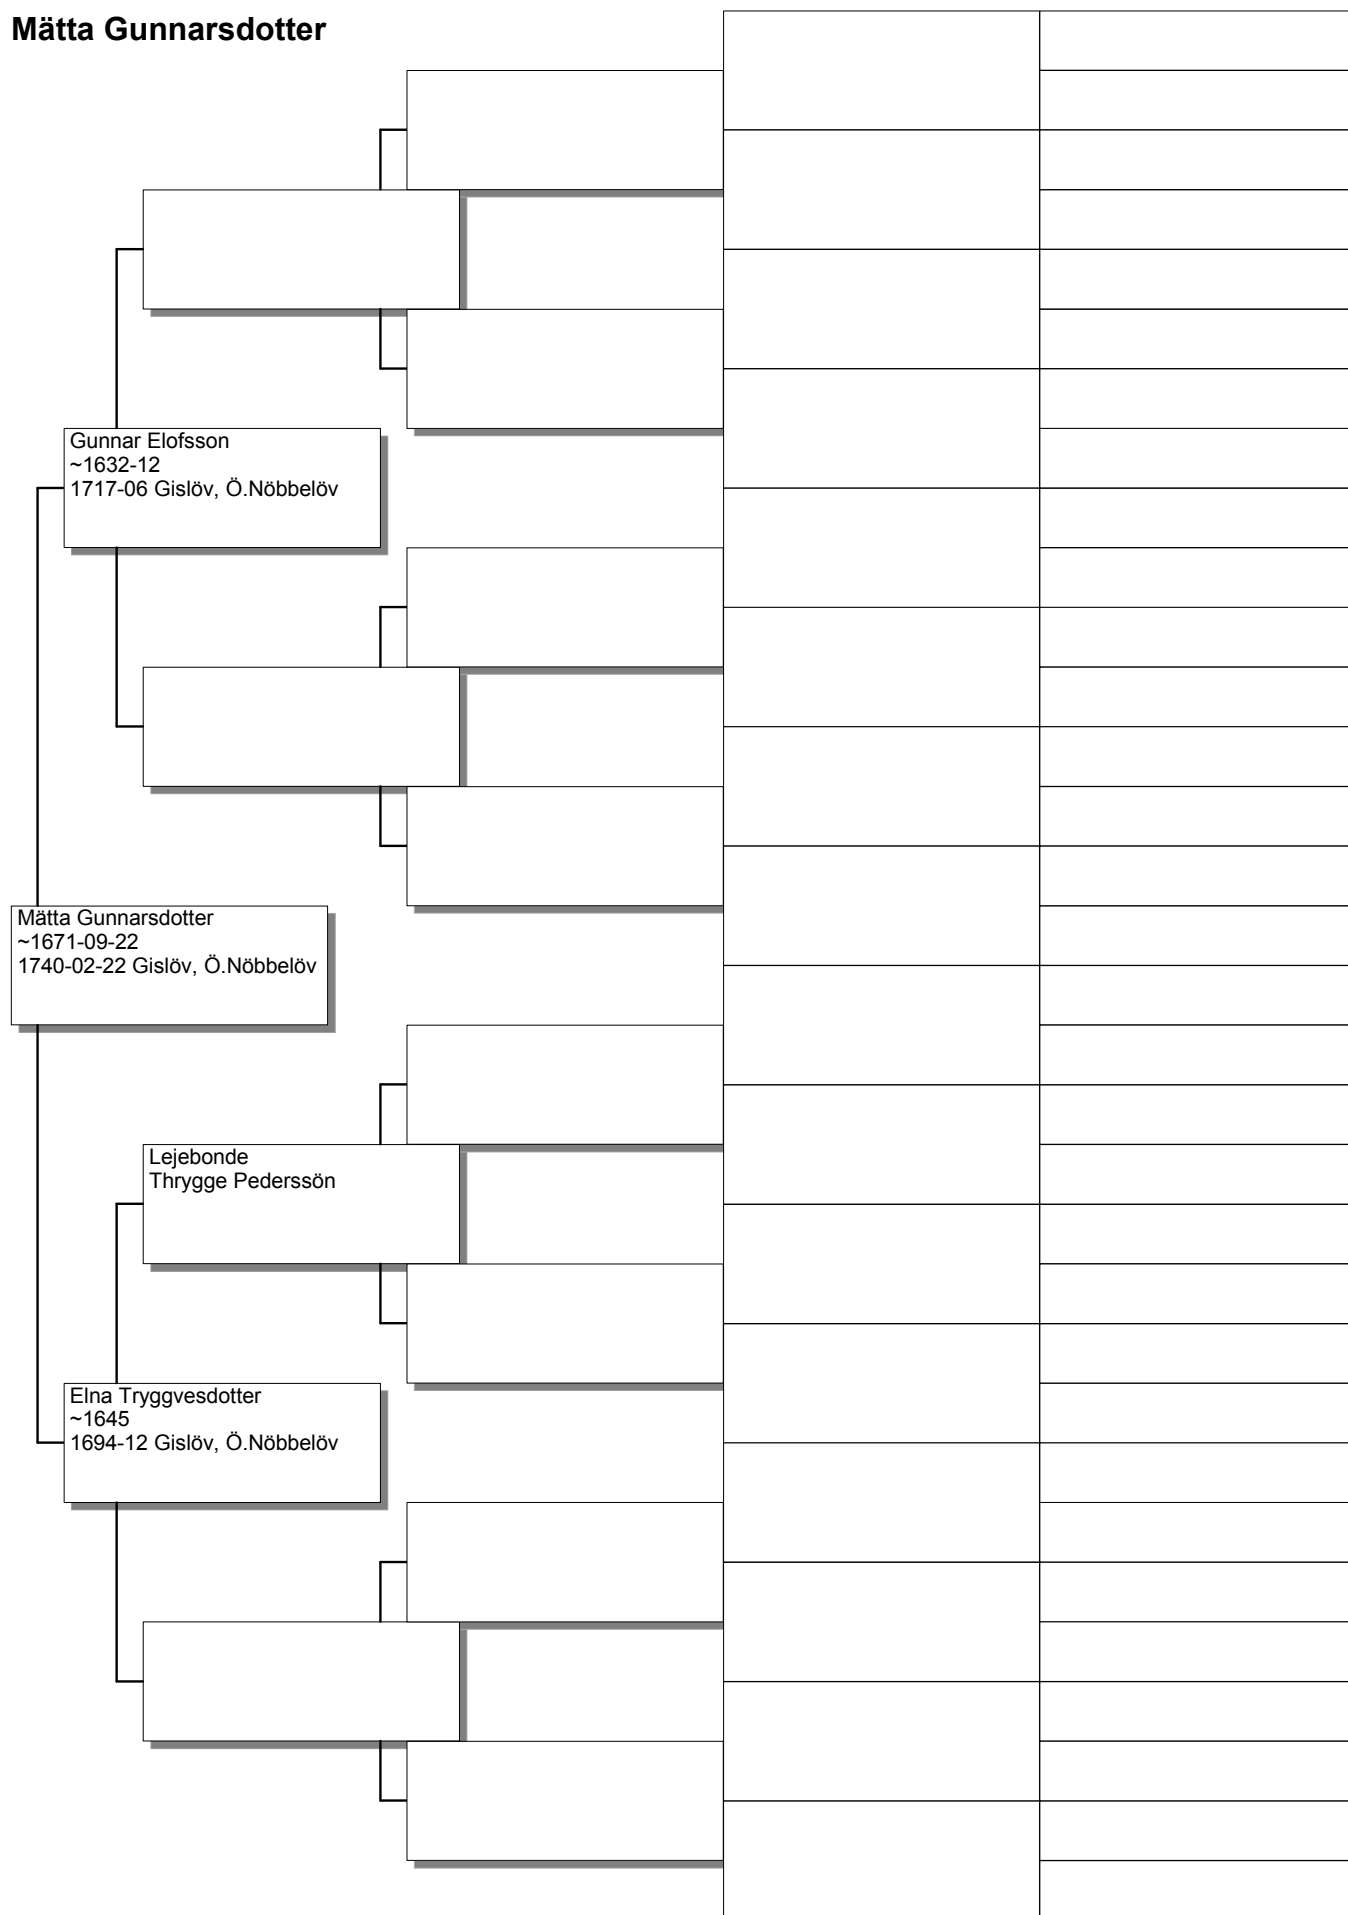 Mätta Gunnarsdotter
Gunnar Elofsson
~1632-12
1717-06 Gislöv, Ö.Nöbbelöv
Mätta Gunnarsdotter
~1671-09-22
1740-02-22 Gislöv, Ö.Nöbbelöv
Lejebonde
Thrygge Pederssön
Elna Tryggvesdotter
~1645
1694-12 Gislöv, Ö.Nöbbelöv